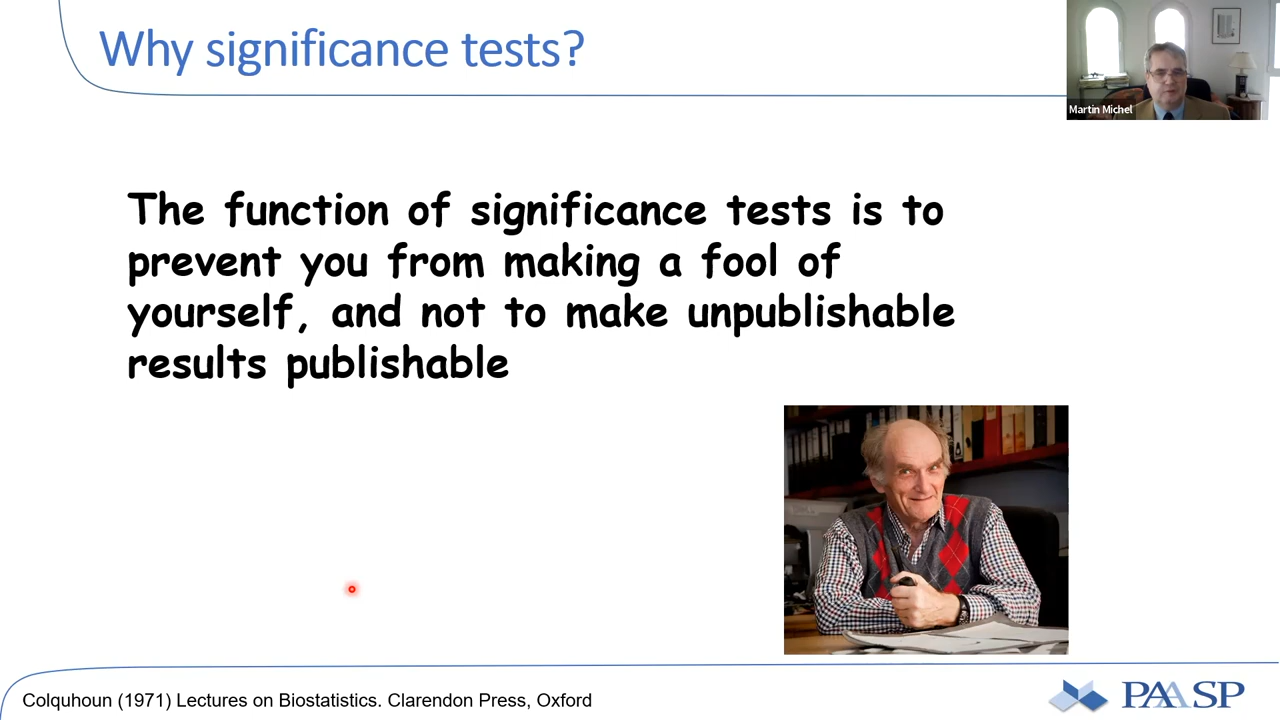 Why significance tests?
Martin Michel
The function of significance tests is to
prevent you from making a fool of
yourself, and not to make unpublishable
results publishable
Colquhoun (1971) Lectures on Biostatistics. Clarendon Press, Oxford
PAASP